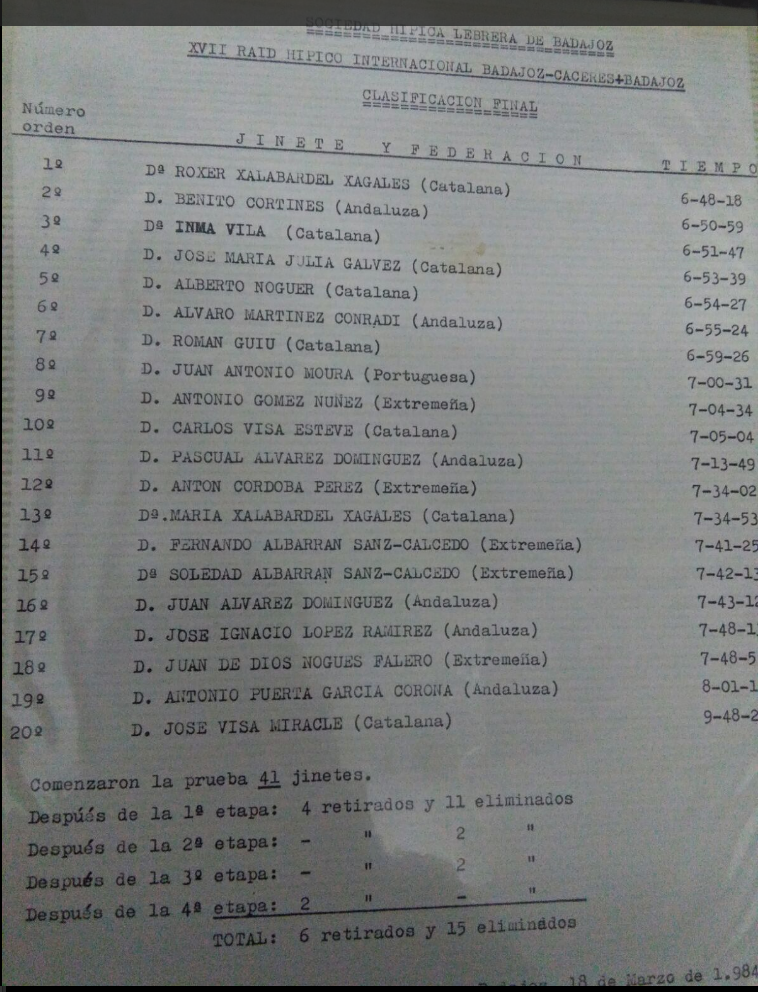 SOCIEDAD HIPICA LEBRERA DE BADAJOZ
XVII RAID HIPICO INTERNACIONAL BADAJOZ-CACERES+BADAJOZ
CLASIFICACION FINAL
Número
orden
JINETE Y FEDERACION TIEMPO
1º Dª ROXER XALABARDEL XAGALES (Catalana) 6-48-18
2º D. BENITO CORTINES (Andaluza) 6-50-59
3º Dª INMA VILA (Catalana) 6-51-47
4º D. JOSE MARIA JULIA GALVEZ (Catalana) 6-53-39
5º D. ALBERTO NOGUER (Catalana) 6-54-27
6º D. ALVARO MARTINEZ CONRADI (Andaluza) 6-55-24
7º D. ROMAN GUIU (Catalana) 6-59-26
8º D. JUAN ANTONIO MOURA (Portuguesa) 7-00-31
9º D. ANTONIO GOMEZ NUÑEZ (Extremeña) 7-04-34
10º D. CARLOS VISA ESTEVE (Catalana) 7-05-04
11º D. PASCUAL ALVAREZ DOMINGUEZ (Andaluza) 7-13-49
12º D. ANTON CORDOBA PEREZ (Extremeña) 7-34-02
13º Dª.MARIA XALABARDEL XAGALES (Catalana) 7-34-53
14º D. FERNANDO ALBARRAN SANZ-CALCEDO (Extremeña) 7-41-25
15º Dª SOLEDAD ALBARRAN SANZ-CALCEDO (Extremeña) 7-42-13
16º D. JUAN ALVAREZ DOMINGUEZ (Andaluza) 7-43-12
17º D. JOSE IGNACIO LOPEZ RAMIREZ (Andaluza) 7-48-1
18º D. JUAN DE DIOS NOGUES FALERO (Extremeña) 7-48-5
19º D. ANTONIO PUERTA GARCIA CORONA (Andaluza) 8-01-1
20º D. JOSE VISA MIRACLE (Catalana) 9-48-2
Comenzaron la prueba 41 jinetes.
Despúés de la 1ª etapa: 4 retirados y 11 eliminados
Después de la 2ª etapa: - " 2 "
Después de la 3ª etapa: - " 2 "
Después de la 4ª etapa: 2 " - "
TOTAL: 6 retirados y 15 eliminados
18 de Marzo de 1.984